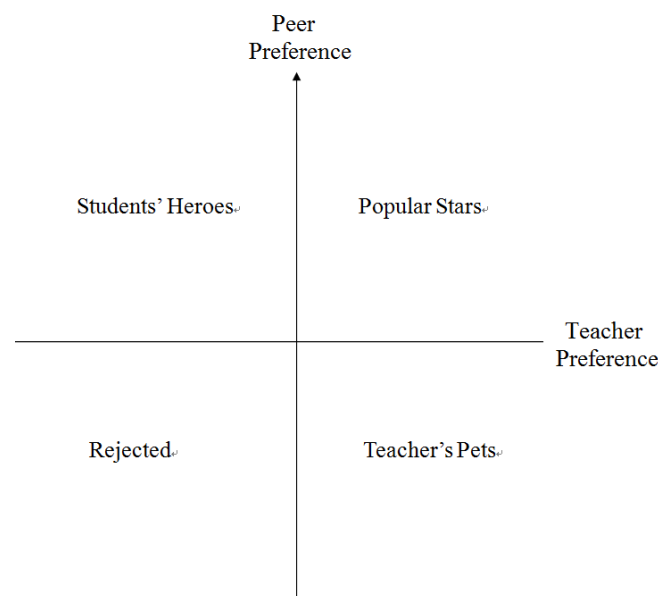 Peer
Preference
Students’ Heroes
Popular Stars
Teacher
Preference
Rejected
Teacher’s Pets